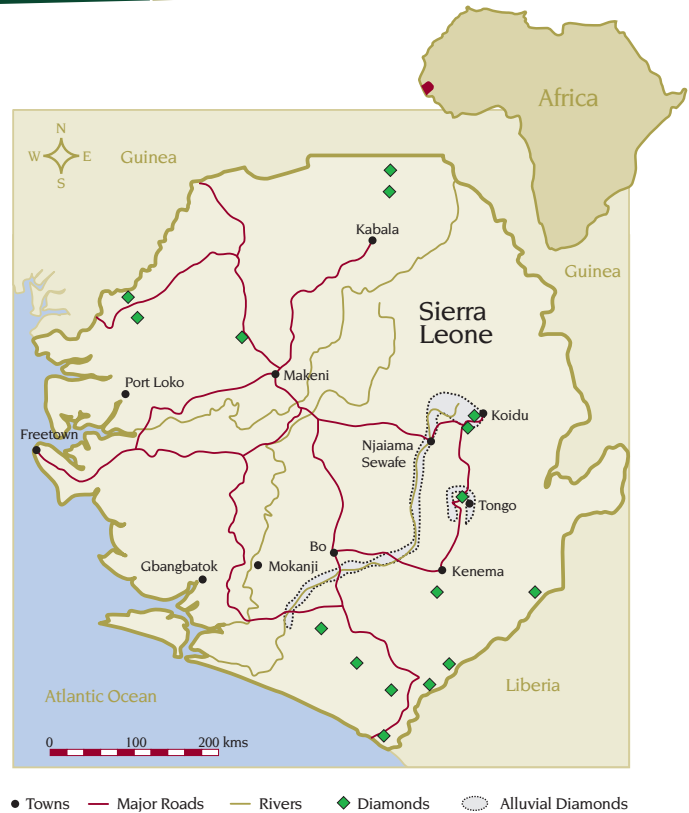 Africa
N
W E
S
Guinea
Kabala
Guinea
Sierra
Leone
Makeni
Port Loko
Koidu
Freetown
Njaiama
Sewafe
Tongo
Bo
Gbangbatok
Mokanji
Kenema
Liberia
Atlantic Ocean
0 100 200 kms
Towns Major Roads Rivers Diamonds Alluvial Diamonds